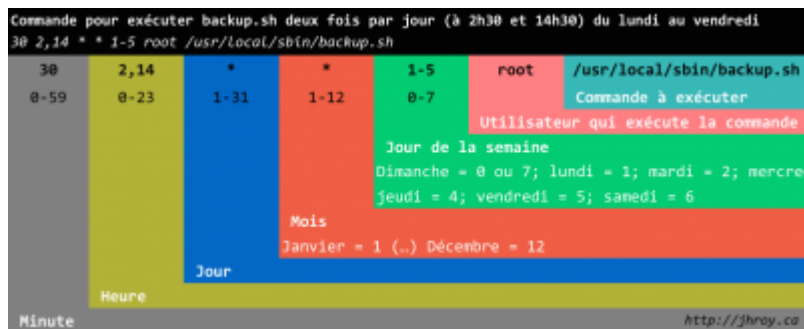 Commande pour exécuter backup.sh deux fois par jour (à 2h30 et 14h30) du lundi au vendredi
30 2,14 * * 1-5 root /usr/local/sbin/backup.sh
30 2,14 * * 1-5 root /usr/local/sbin/backup.sh
0-59 0-23 1-31 1-12 0-7 Commande à exécuter
Utilisateur qui exécute la commande
Jour de la semaine
Dimanche = 0 ou 7; lundi = 1; mardi = 2; mercre
jeudi = 4; vendredi = 5; samedi = 6
Mois
Janvier = 1 (…) Décembre = 12
Jour
Heure
Minute http://jhroy.ca